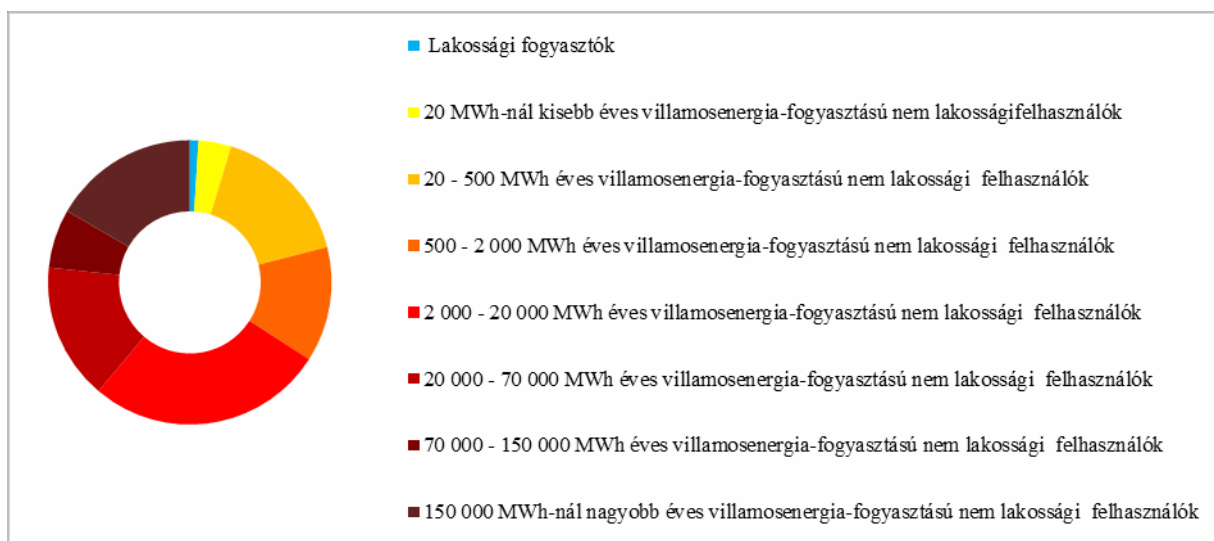 Lakossági fogyasztók
20 MWh-nál kisebb éves villamosenergia-fogyasztású nem lakosságifelhasználók
20 - 500 MWh éves villamosenergia-fogyasztású nem lakossági felhasználók
500 - 2 000 MWh éves villamosenergia-fogyasztású nem lakossági felhasználók
2 000 - 20 000 MWh éves villamosenergia-fogyasztású nem lakossági felhasználók
20 000 - 70 000 MWh éves villamosenergia-fogyasztású nem lakossági felhasználók
70 000 - 150 000 MWh éves villamosenergia-fogyasztású nem lakossági felhasználók
150 000 MWh-nál nagyobb éves villamosenergia-fogyasztású nem lakossági felhasználók